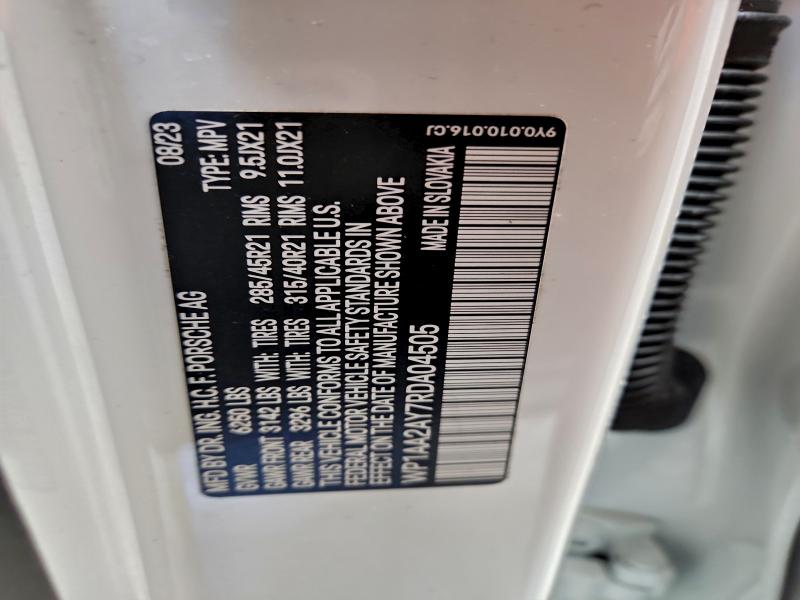 MFD BY DR. ING. H.C. F. PORSCHE AG 08/23
GVWR 6280 LBS TYPE: MPV
GAWR FRONT 3142 LBS WITH: TIRES 285/45R21 RIMS 9.5JX21
GAWR REAR 3296 LBS WITH: TIRES 315/40R21 RIMS 11.0JX21
THIS VEHICLE CONFORMS TO ALL APPLICABLE U.S.
FEDERAL MOTOR VEHICLE SAFETY STANDARDS IN
EFFECT ON THE DATE OF MANUFACTURE SHOWN ABOVE
WP1AA2AY7RDA04505 MADE IN SLOVAKIA
9Y0.010.016.CJ